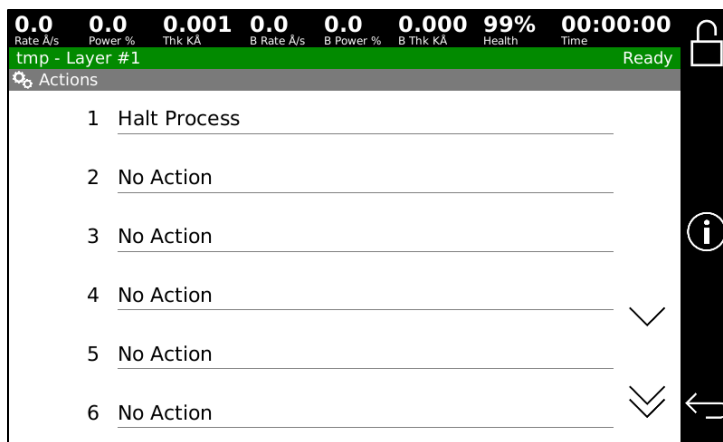 0.0 0.0 0.001 0.0 0.0 0.000 99% 00:00:00
Rate Å/s Power % Thk KÅ B Rate Å/s B Power % B Thk KÅ Health Time
tmp - Layer #1 Ready
Actions
1 Halt Process
2 No Action
3 No Action
4 No Action
5 No Action
6 No Action